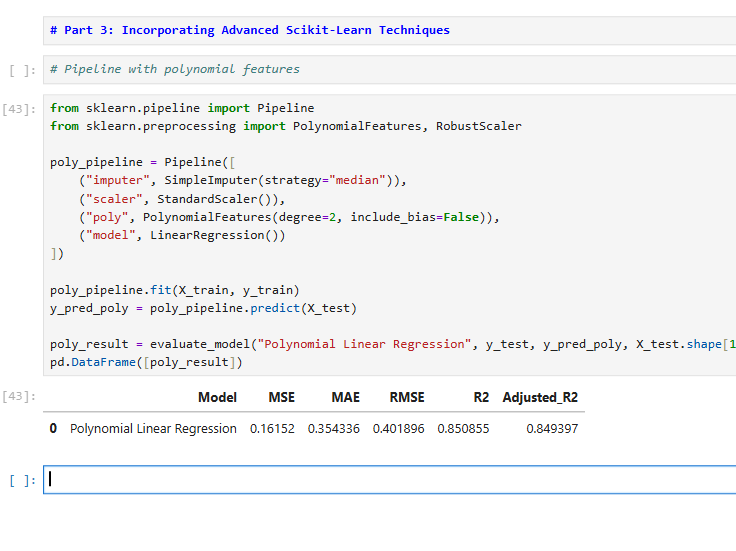 # Part 3: Incorporating Advanced Scikit-Learn Techniques
[ ]: # Pipeline with polynomial features
[43]: from sklearn.pipeline import Pipeline
from sklearn.preprocessing import PolynomialFeatures, RobustScaler
poly_pipeline = Pipeline([
("imputer", SimpleImputer(strategy="median")),
("scaler", StandardScaler()),
("poly", PolynomialFeatures(degree=2, include_bias=False)),
("model", LinearRegression())
])
poly_pipeline.fit(X_train, y_train)
y_pred_poly = poly_pipeline.predict(X_test)
poly_result = evaluate_model("Polynomial Linear Regression", y_test, y_pred_poly, X_test.shape[1
pd.DataFrame([poly_result])
[43]: Model MSE MAE RMSE R2 Adjusted_R2
0 Polynomial Linear Regression 0.16152 0.354336 0.401896 0.850855 0.849397
[ ]: